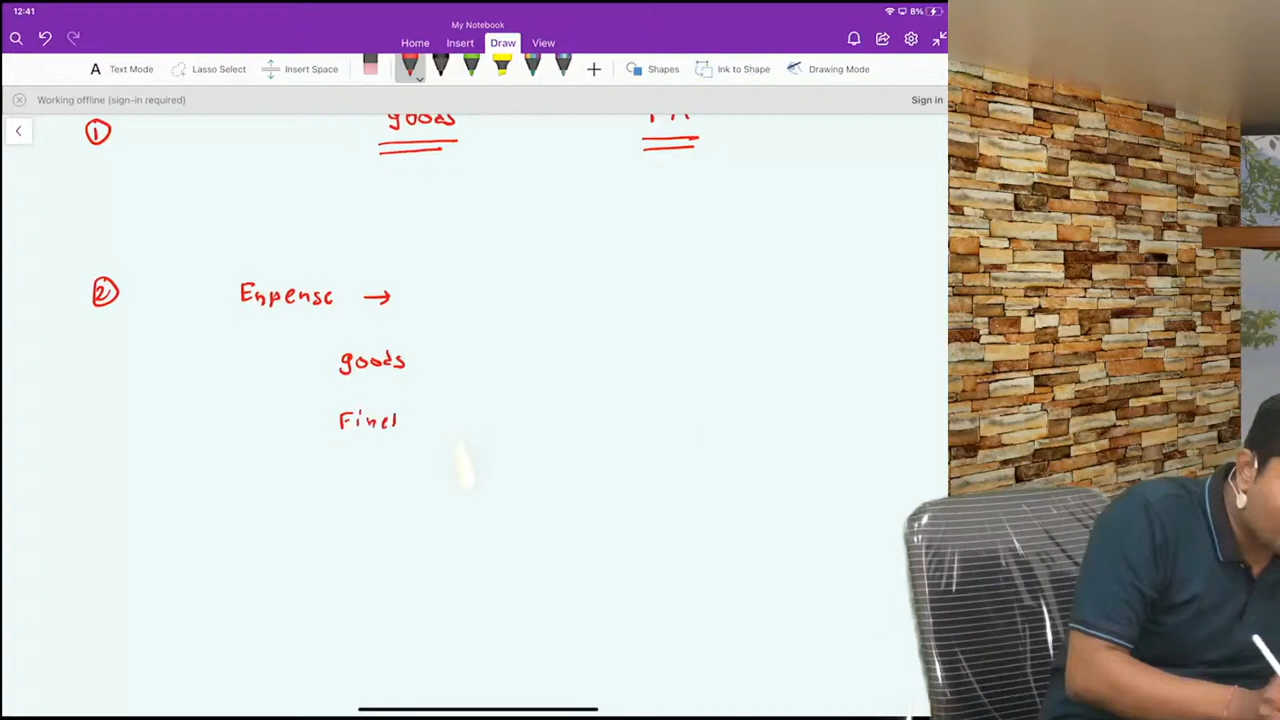 12:41
8%
My Notebook
Home Insert Draw View
A Text Mode Lasso Select Insert Space Shapes Ink to Shape Drawing Mode
Working offline (sign-in required) Sign in
1 goods
2 Expense →
goods